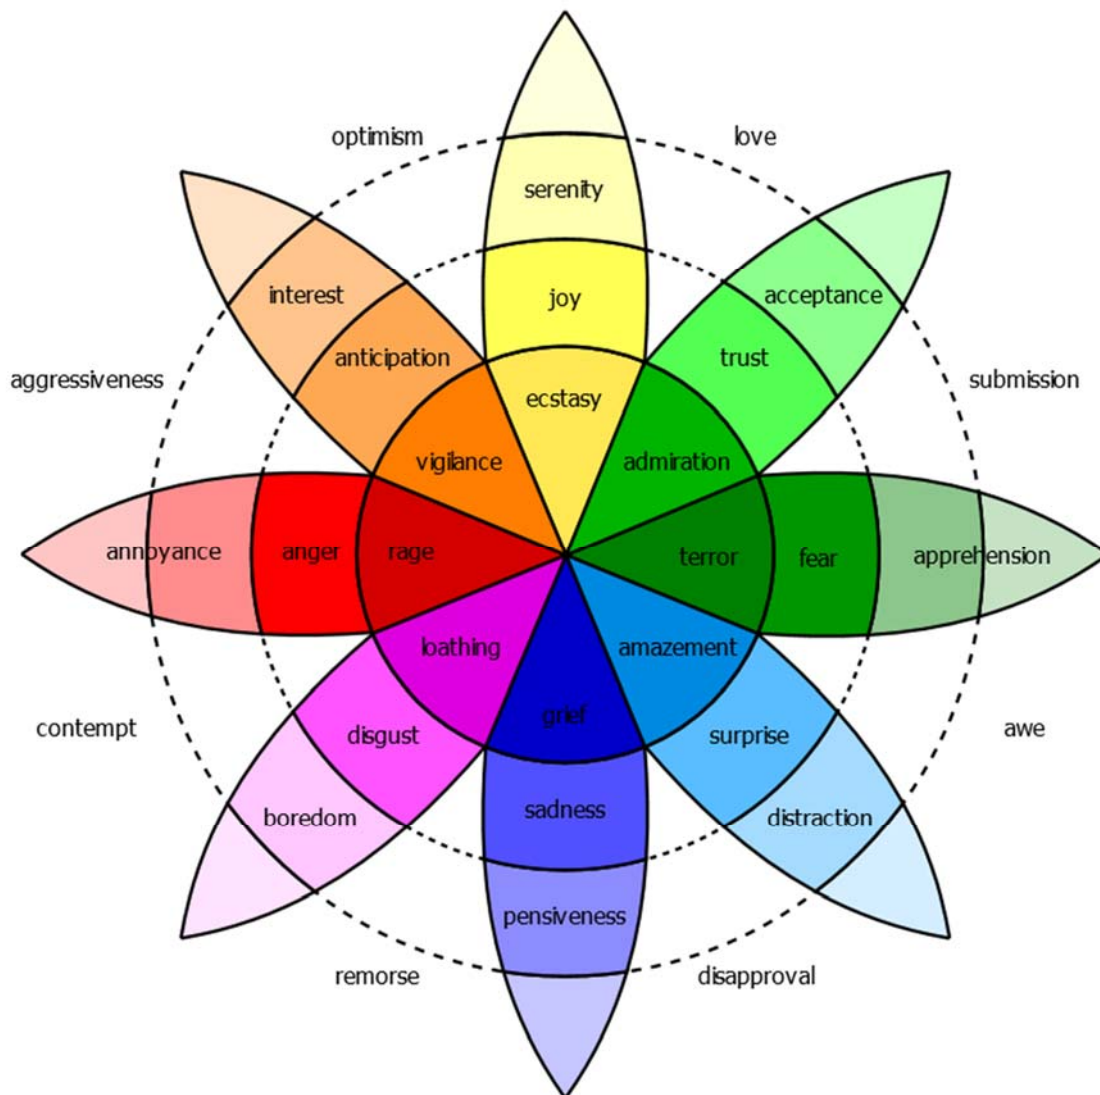 optimism
love
serenity
interest
joy
acceptance
anticipation
trust
aggressiveness
submission
ecstasy
vigilance
admiration
annoyance
anger
rage
terror
fear
apprehension
loathing
amazement
grief
contempt
disgust
surprise
awe
boredom
sadness
distraction
pensiveness
remorse
disapproval